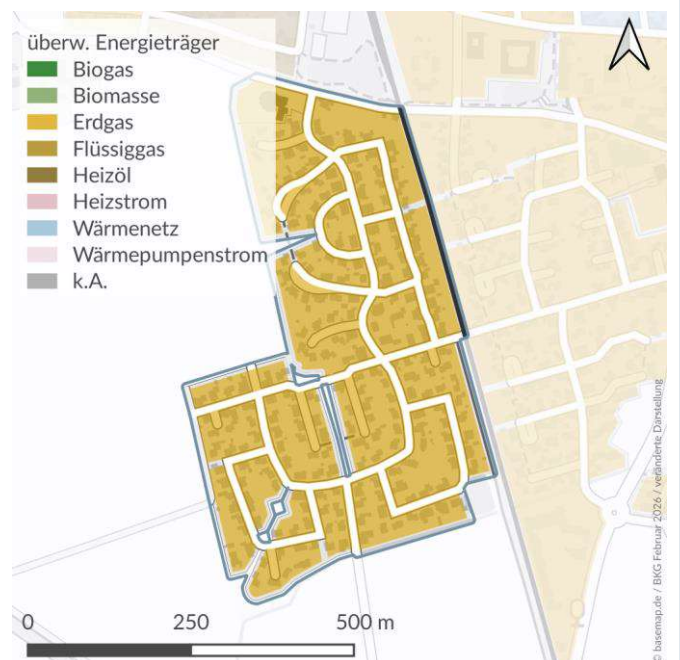 überw. Energieträger
Biogas
Biomasse
Erdgas
Flüssiggas
Heizöl
Heizstrom
Wärmenetz
Wärmepumpenstrom
k.A.
0 250 500 m
© basemap.de / BKG Februar 2026 / veränderte Darstellung